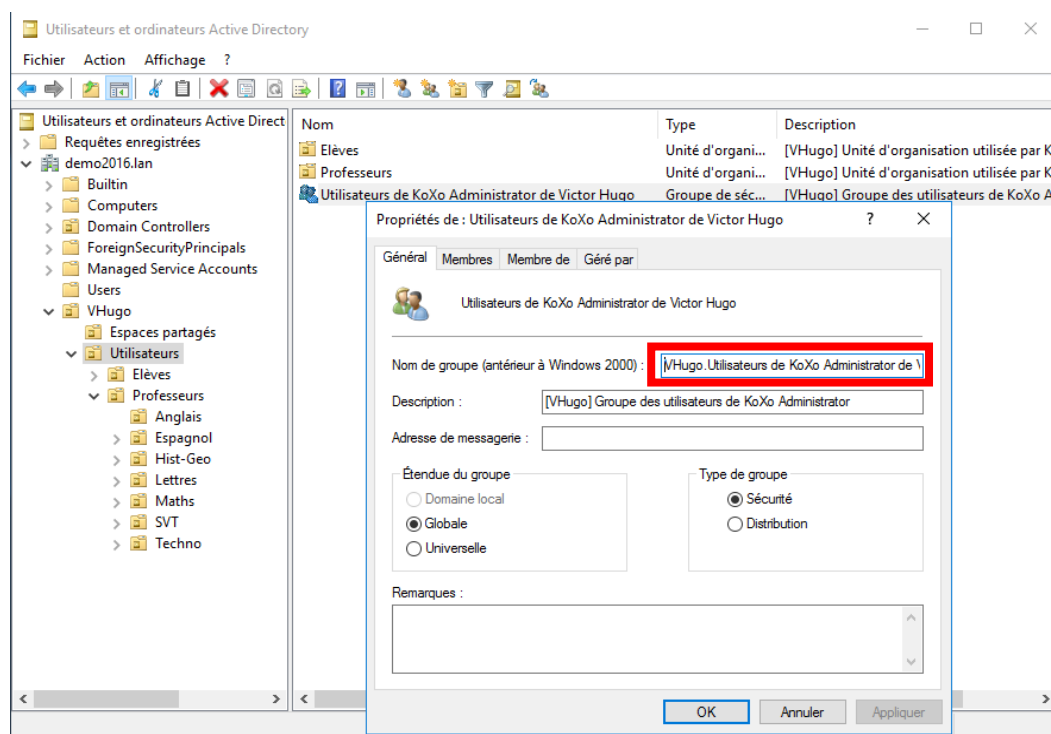 Utilisateurs et ordinateurs Active Directory
Fichier Action Affichage ?
Utilisateurs et ordinateurs Active Direct
Requêtes enregistrées
demo2016.lan
Builtin
Computers
Domain Controllers
ForeignSecurityPrincipals
Managed Service Accounts
Users
VHugo
Espaces partagés
Utilisateurs
Elèves
Professeurs
Anglais
Espagnol
Hist-Geo
Lettres
Maths
SVT
Techno
Nom Type Description
Elèves Unité d'organi... [VHugo] Unité d'organisation utilisée par K
Professeurs Unité d'organi... [VHugo] Unité d'organisation utilisée par K
Utilisateurs de KoXo Administrator de Victor Hugo Groupe de séc... [VHugo] Groupe des utilisateurs de KoXo A
Propriétés de : Utilisateurs de KoXo Administrator de Victor Hugo ?
Général Membres Membre de Géré par
Utilisateurs de KoXo Administrator de Victor Hugo
Nom de groupe (antérieur à Windows 2000) : VHugo.Utilisateurs de KoXo Administrator de V
Description : [VHugo] Groupe des utilisateurs de KoXo Administrator
Adresse de messagerie :
Étendue du groupe
Domaine local
Globale
Universelle
Type de groupe
Sécurité
Distribution
Remarques :
OK Annuler Appliquer